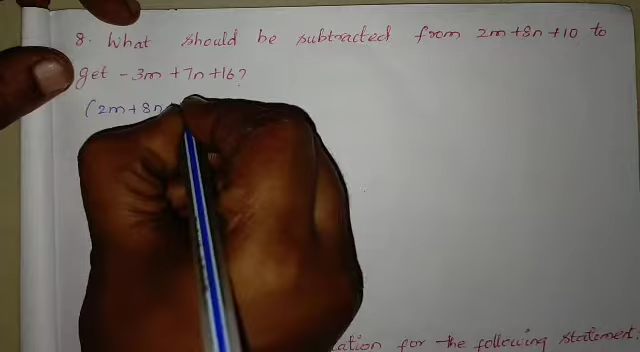 8. What should be subtracted from 2m+8n+10 to
get -3m+7n+16?
(2m+8n+
ation for the following statement: